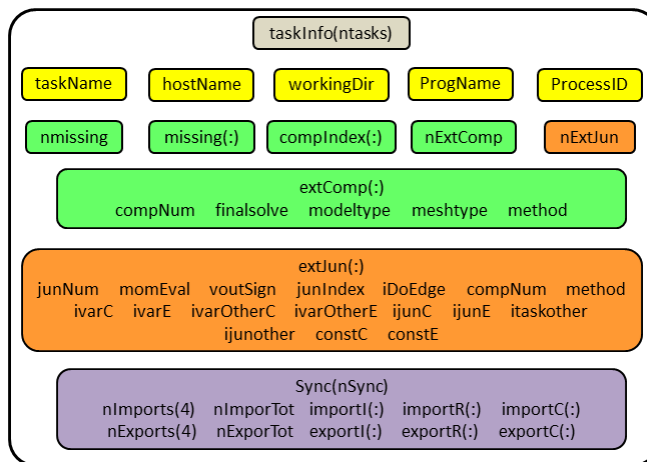 taskInfo(ntasks)
taskName hostName workingDir ProgName ProcessID
nmissing missing(:) compIndex(:) nExtComp nExtJun
extComp(:)
compNum finalsolve modeltype meshtype method
extJun(:)
junNum momEval voutSign junIndex iDoEdge compNum method
ivarC ivarE ivarOtherC ivarOtherE ijunC ijunE itaskother
ijunother constC constE
Sync(nSync)
nImports(4) nImporTot importI(:) importR(:) importC(:)
nExports(4) nExporTot exportI(:) exportR(:) exportC(:)